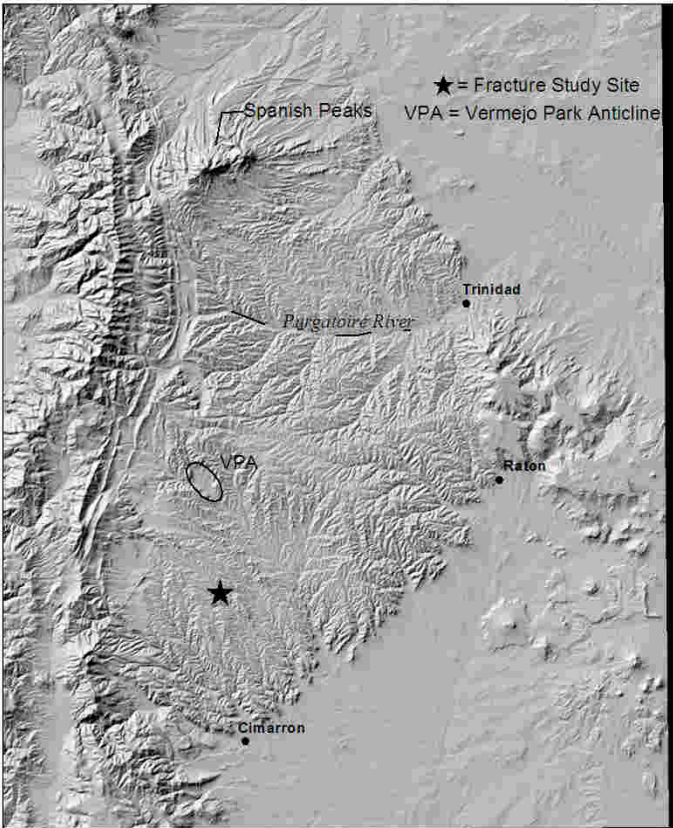 ★ = Fracture Study Site
Spanish Peaks
VPA = Vermejo Park Anticline
Trinidad
Purgatoire River
VPA
Raton
Cimarron